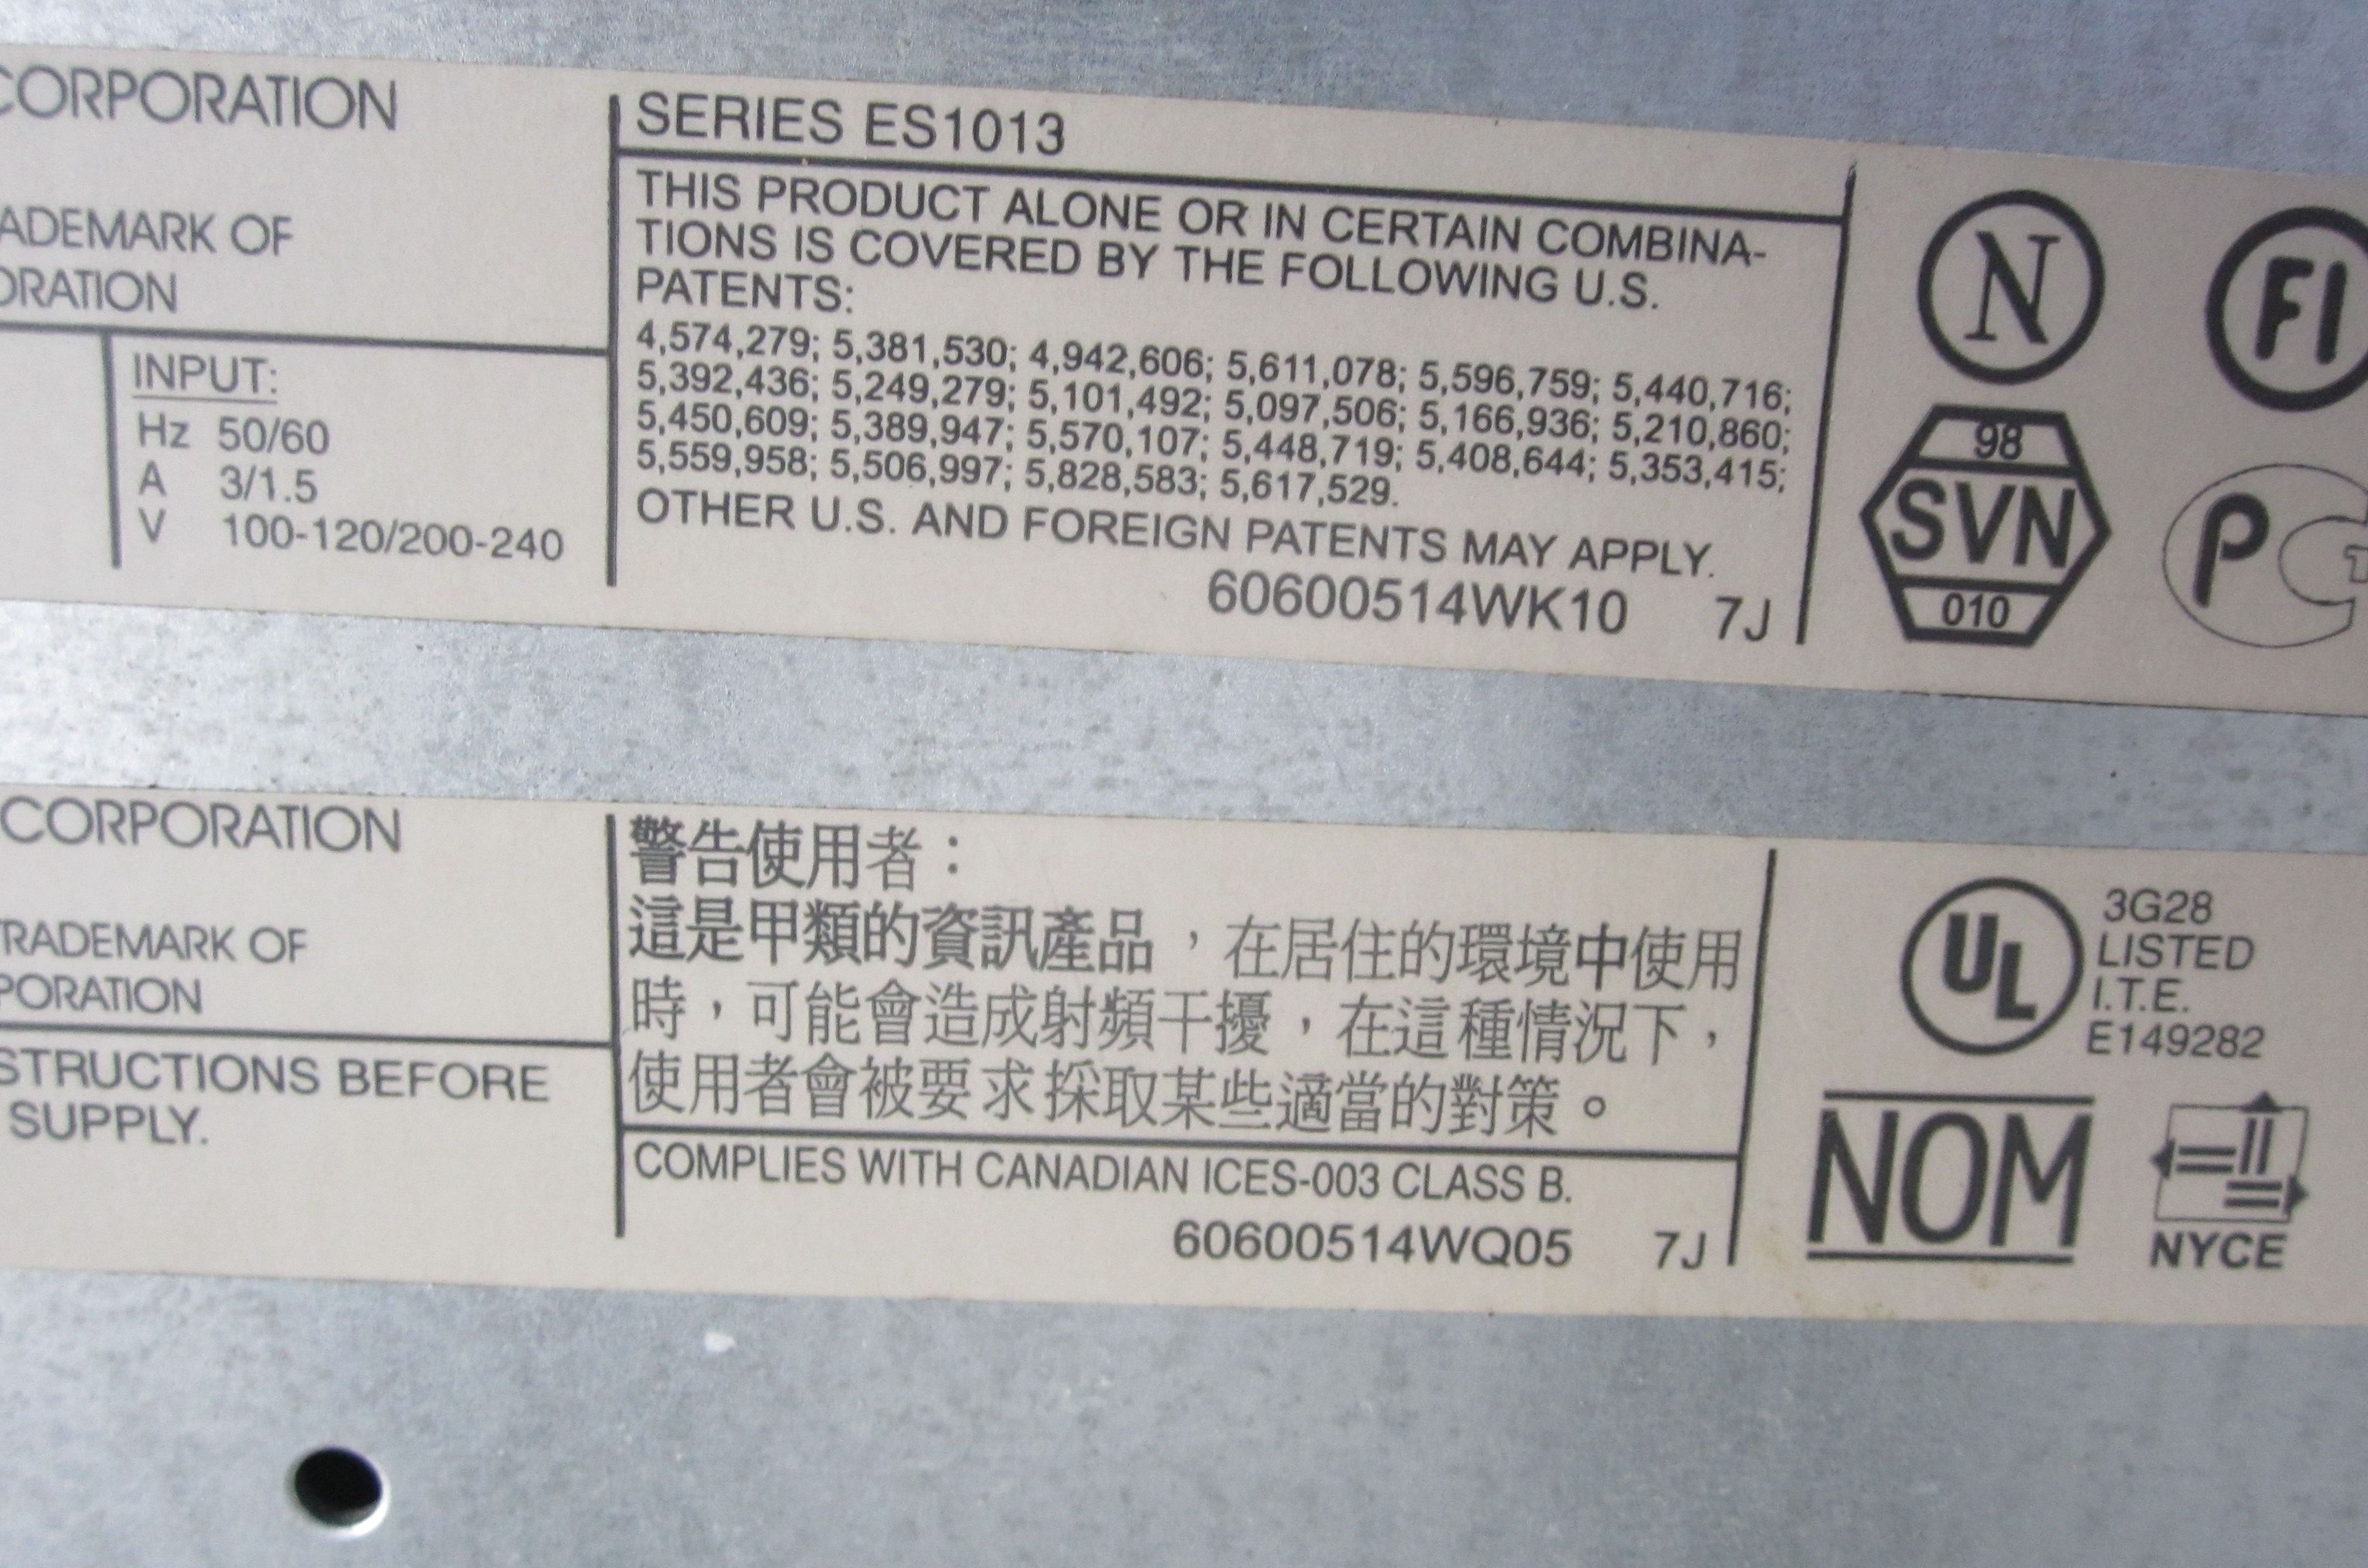 CORPORATION
TRADEMARK OF
INPUT:
Hz 50/60
A 3/1.5
V 100-120/200-240
SERIES ES1013
THIS PRODUCT ALONE OR IN CERTAIN COMBINA-
TIONS IS COVERED BY THE FOLLOWING U.S.
PATENTS:
4,574,279; 5,381,530; 4,942,606; 5,611,078; 5,596,759; 5,440,716;
5,392,436; 5,249,279; 5,101,492; 5,097,506; 5,166,936; 5,210,860;
5,450,609; 5,389,947; 5,570,107; 5,448,719; 5,408,644; 5,353,415;
5,559,958; 5,506,997; 5,828,583; 5,617,529.
OTHER U.S. AND FOREIGN PATENTS MAY APPLY.
60600514WK10 7J
N
FI
98
SVN
010
PC
CORPORATION
TRADEMARK OF
BEFORE
SUPPLY.
警告使用者：
這是甲類的資訊產品，在居住的環境中使用
時，可能會造成射頻干擾，在這種情況下，
使用者會被要求採取某些適當的對策。
COMPLIES WITH CANADIAN ICES-003 CLASS B.
60600514WQ05 7J
UL
3G28
LISTED
I.T.E.
E149282
NOM
NYCE